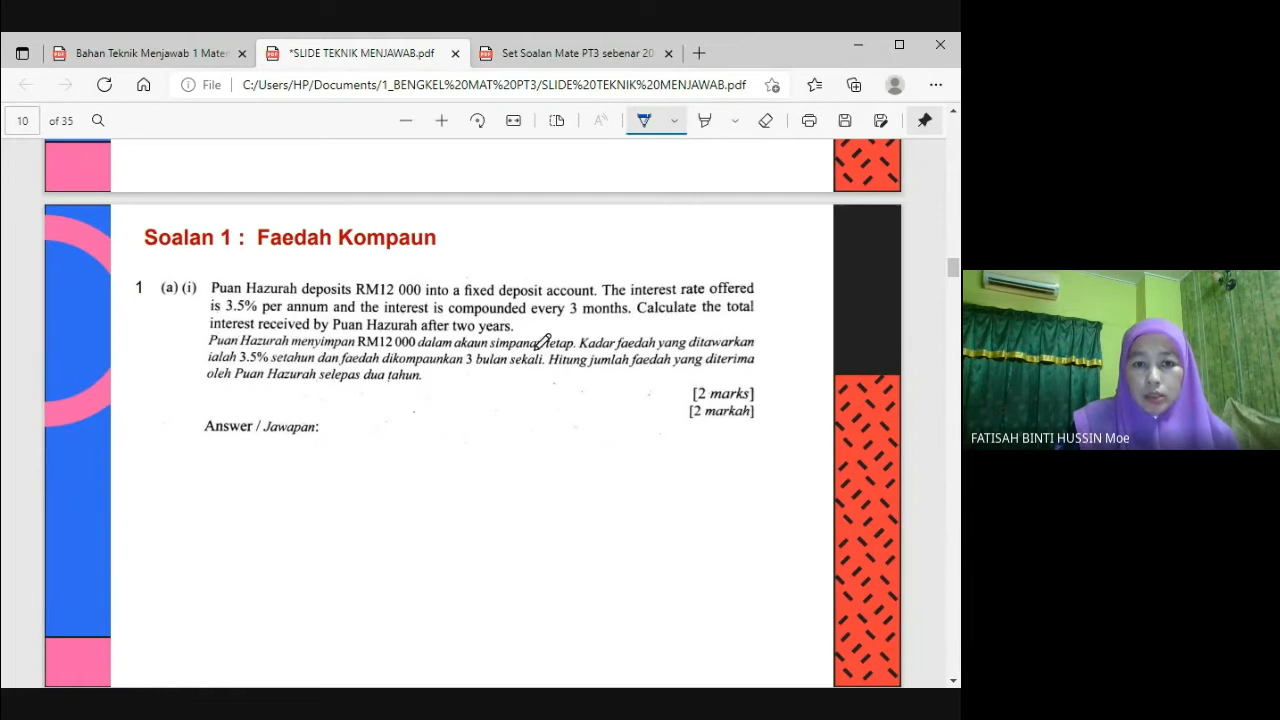 Bahan Teknik Menjawab 1 Mater
*SLIDE TEKNIK MENJAWAB.pdf
Set Soalan Mate PT3 sebenar 20
File
C:/Users/HP/Documents/1_BENGKEL%20MAT%20PT3/SLIDE%20TEKNIK%20MENJAWAB.pdf
10 of 35
Soalan 1 : Faedah Kompaun
1 (a) (i) Puan Hazurah deposits RM12 000 into a fixed deposit account. The interest rate offered
is 3.5% per annum and the interest is compounded every 3 months. Calculate the total
interest received by Puan Hazurah after two years.
Puan Hazurah menyimpan RM12 000 dalam akaun simpanan tetap. Kadar faedah yang ditawarkan
ialah 3.5% setahun dan faedah dikompaunkan 3 bulan sekali. Hitung jumlah faedah yang diterima
oleh Puan Hazurah selepas dua tahun.
[2 marks]
[2 markah]
Answer / Jawapan:
FATISAH BINTI HUSSIN Moe